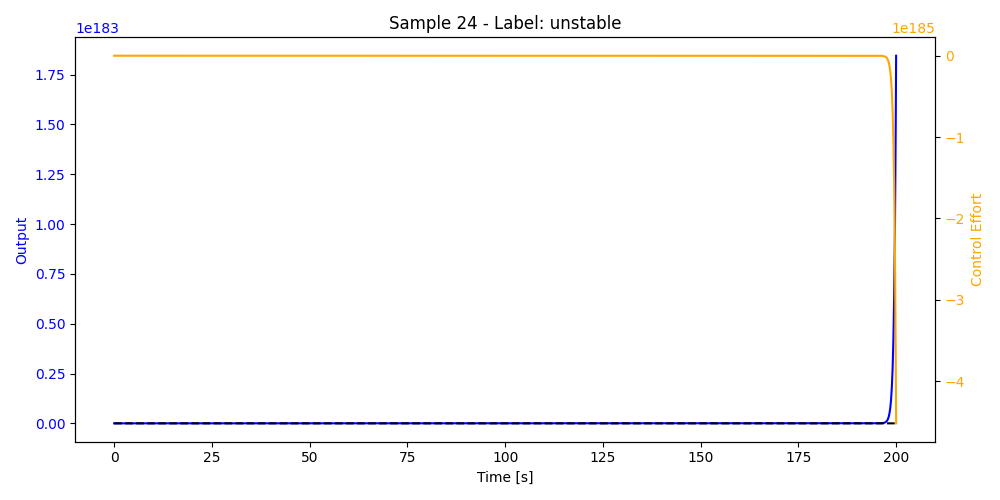 Sample 24 - Label: unstable
1e183
1e185
1.75
1.50
1.25
1.00
0.75
0.50
0.25
0.00
Output
0
−1
−2
−3
−4
Control Effort
0 25 50 75 100 125 150 175 200
Time [s]